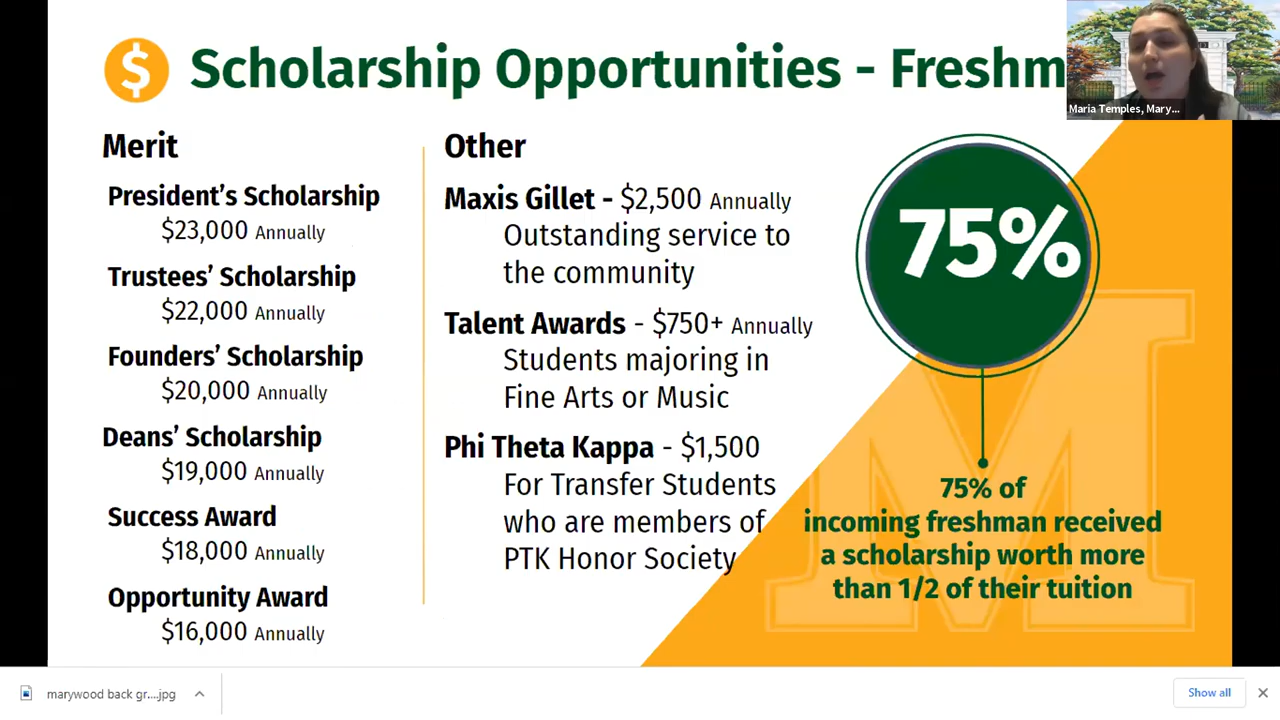 $ Scholarship Opportunities - Freshm
Maria Temples, Mary...
Merit
President's Scholarship
$23,000 Annually
Trustees' Scholarship
$22,000 Annually
Founders' Scholarship
$20,000 Annually
Deans' Scholarship
$19,000 Annually
Success Award
$18,000 Annually
Opportunity Award
$16,000 Annually
Other
Maxis Gillet - $2,500 Annually
Outstanding service to
the community
Talent Awards - $750+ Annually
Students majoring in
Fine Arts or Music
Phi Theta Kappa - $1,500
For Transfer Students
who are members of
PTK Honor Society
75%
75% of
incoming freshman received
a scholarship worth more
than 1/2 of their tuition
M
marywood back gr....jpg
Show all